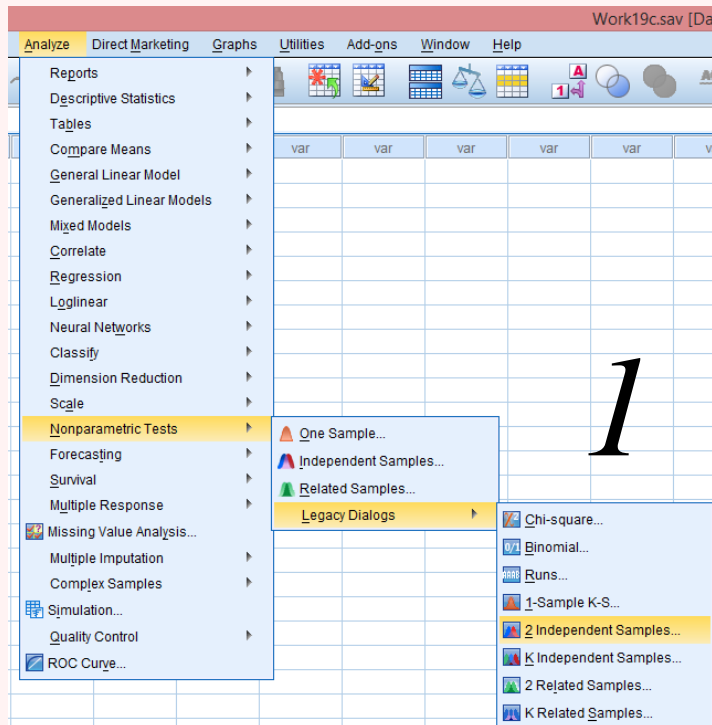 Work19c.sav [Da
Analyze Direct Marketing Graphs Utilities Add-ons Window Help
A
1
var var var var var v
Reports
Descriptive Statistics
Tables
Compare Means
General Linear Model
Generalized Linear Models
Mixed Models
Correlate
Regression
Loglinear
Neural Networks
Classify
Dimension Reduction
Scale
Nonparametric Tests
Forecasting
Survival
Multiple Response
Missing Value Analysis...
Multiple Imputation
Complex Samples
Simulation...
Quality Control
ROC Curve...
One Sample...
Independent Samples...
Related Samples...
Legacy Dialogs
1
Chi-square...
0/1 Binomial...
Runs...
1-Sample K-S...
2 Independent Samples...
K Independent Samples...
2 Related Samples...
K Related Samples...